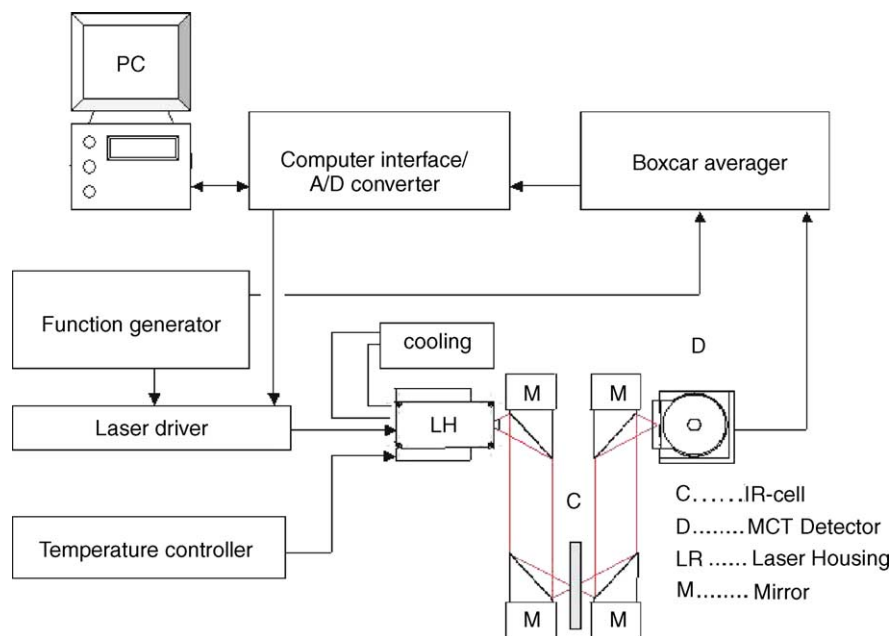 PC
Computer interface/
A/D converter
Boxcar averager
Function generator
cooling
D
M
M
Laser driver
LH
C
C......IR-cell
D........MCT Detector
LR ...... Laser Housing
M........Mirror
Temperature controller
M
M